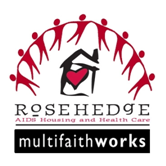 ROSEHEDGE
AIDS Housing and Health Care
multifaithworks